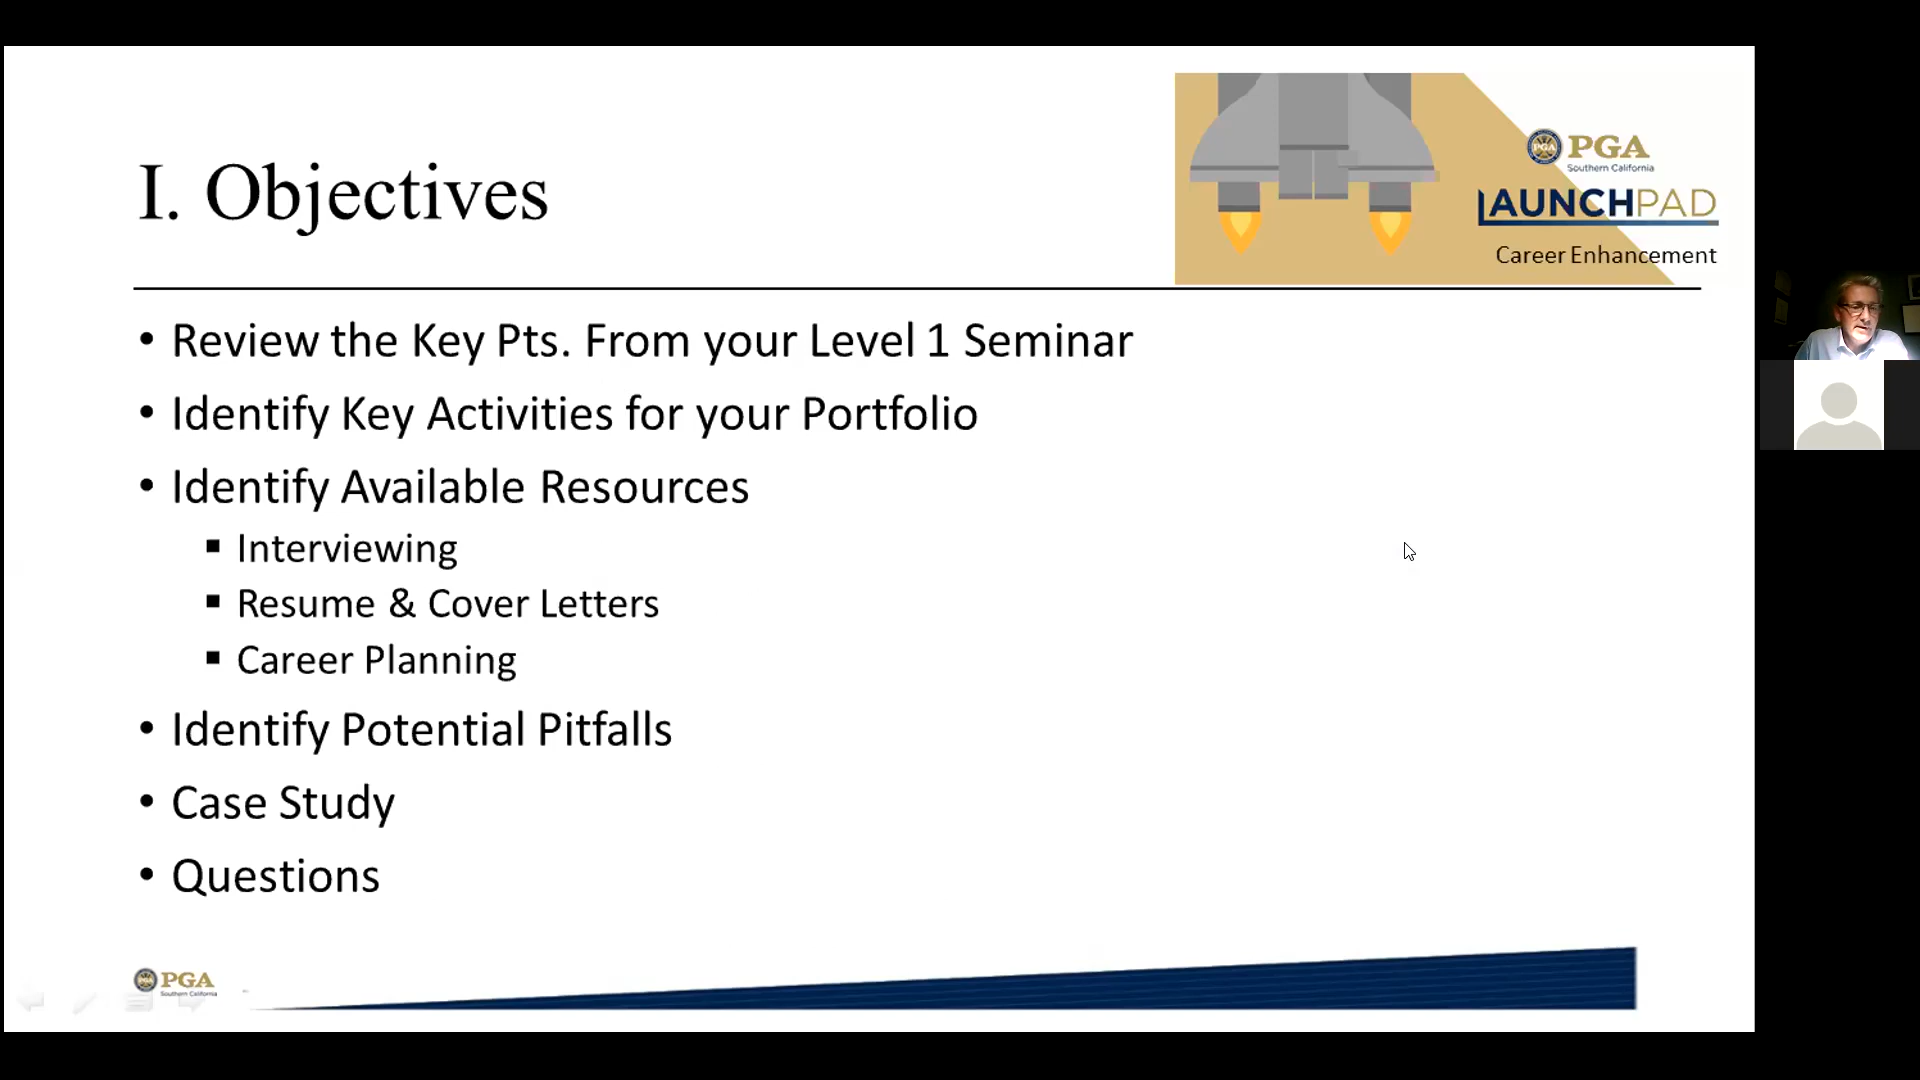 I. Objectives
PGA
Southern California
LAUNCHPAD
Career Enhancement
• Review the Key Pts. From your Level 1 Seminar
• Identify Key Activities for your Portfolio
• Identify Available Resources
▪ Interviewing
▪ Resume & Cover Letters
▪ Career Planning
• Identify Potential Pitfalls
• Case Study
• Questions
PGA
Southern California